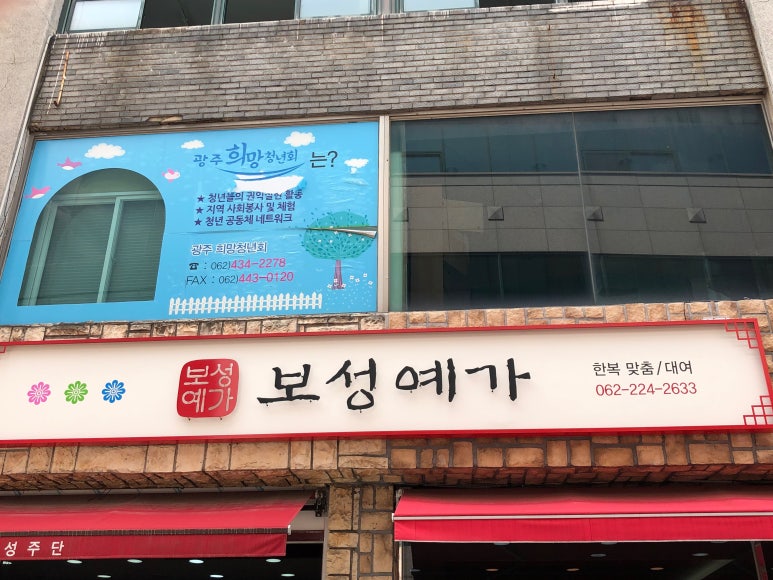 광주 희망청년회 는?
★ 청년들의 권익실현 활동
★ 지역 사회봉사 및 체험
★ 청년 공동체 네트워크
광주 희망청년회
☎ : 062)434-2278
FAX : 062)443-0120
보성
예가
보성예가
한복 맞춤/대여
062-224-2633
성주단